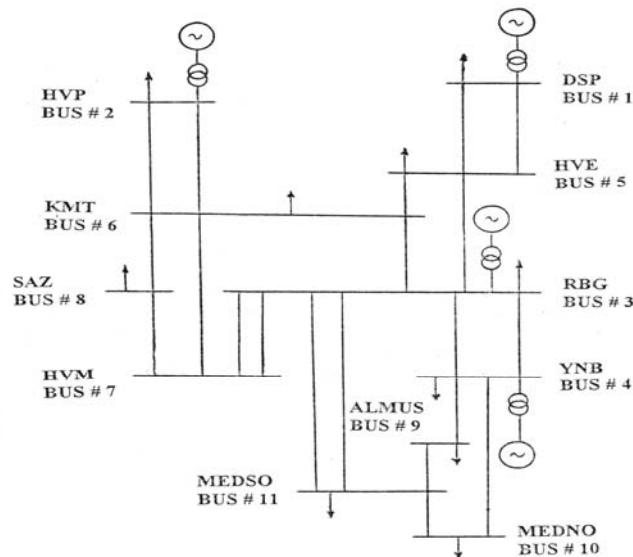 HVP
BUS # 2
DSP
BUS # 1
HVE
BUS # 5
KMT
BUS # 6
SAZ
BUS # 8
RBG
BUS # 3
HVM
BUS # 7
YNB
BUS # 4
ALMUS
BUS # 9
MEDSO
BUS # 11
MEDNO
BUS # 10